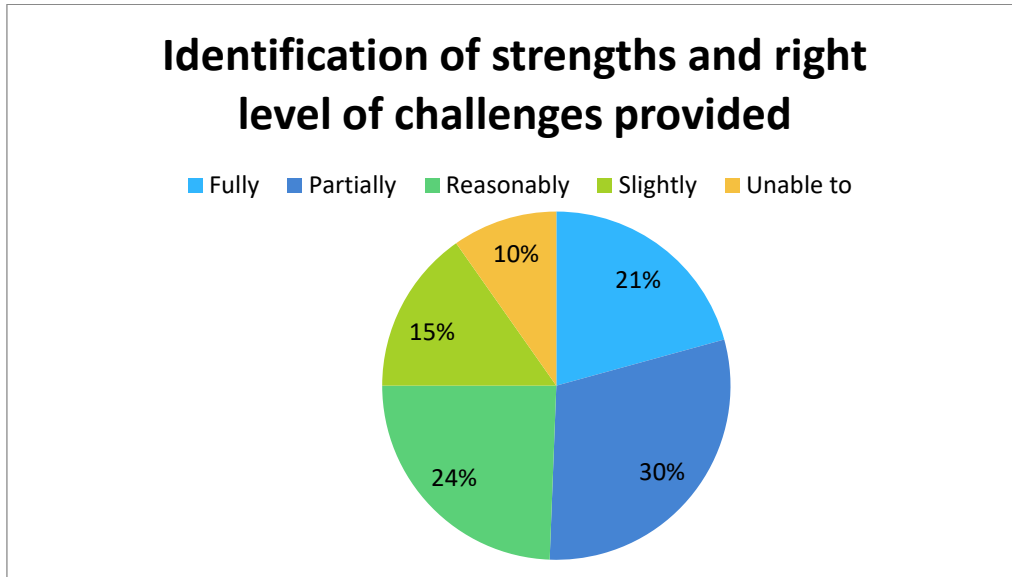 Identification of strengths and right
level of challenges provided
Fully Partially Reasonably Slightly Unable to
10%
21%
15%
24%
30%